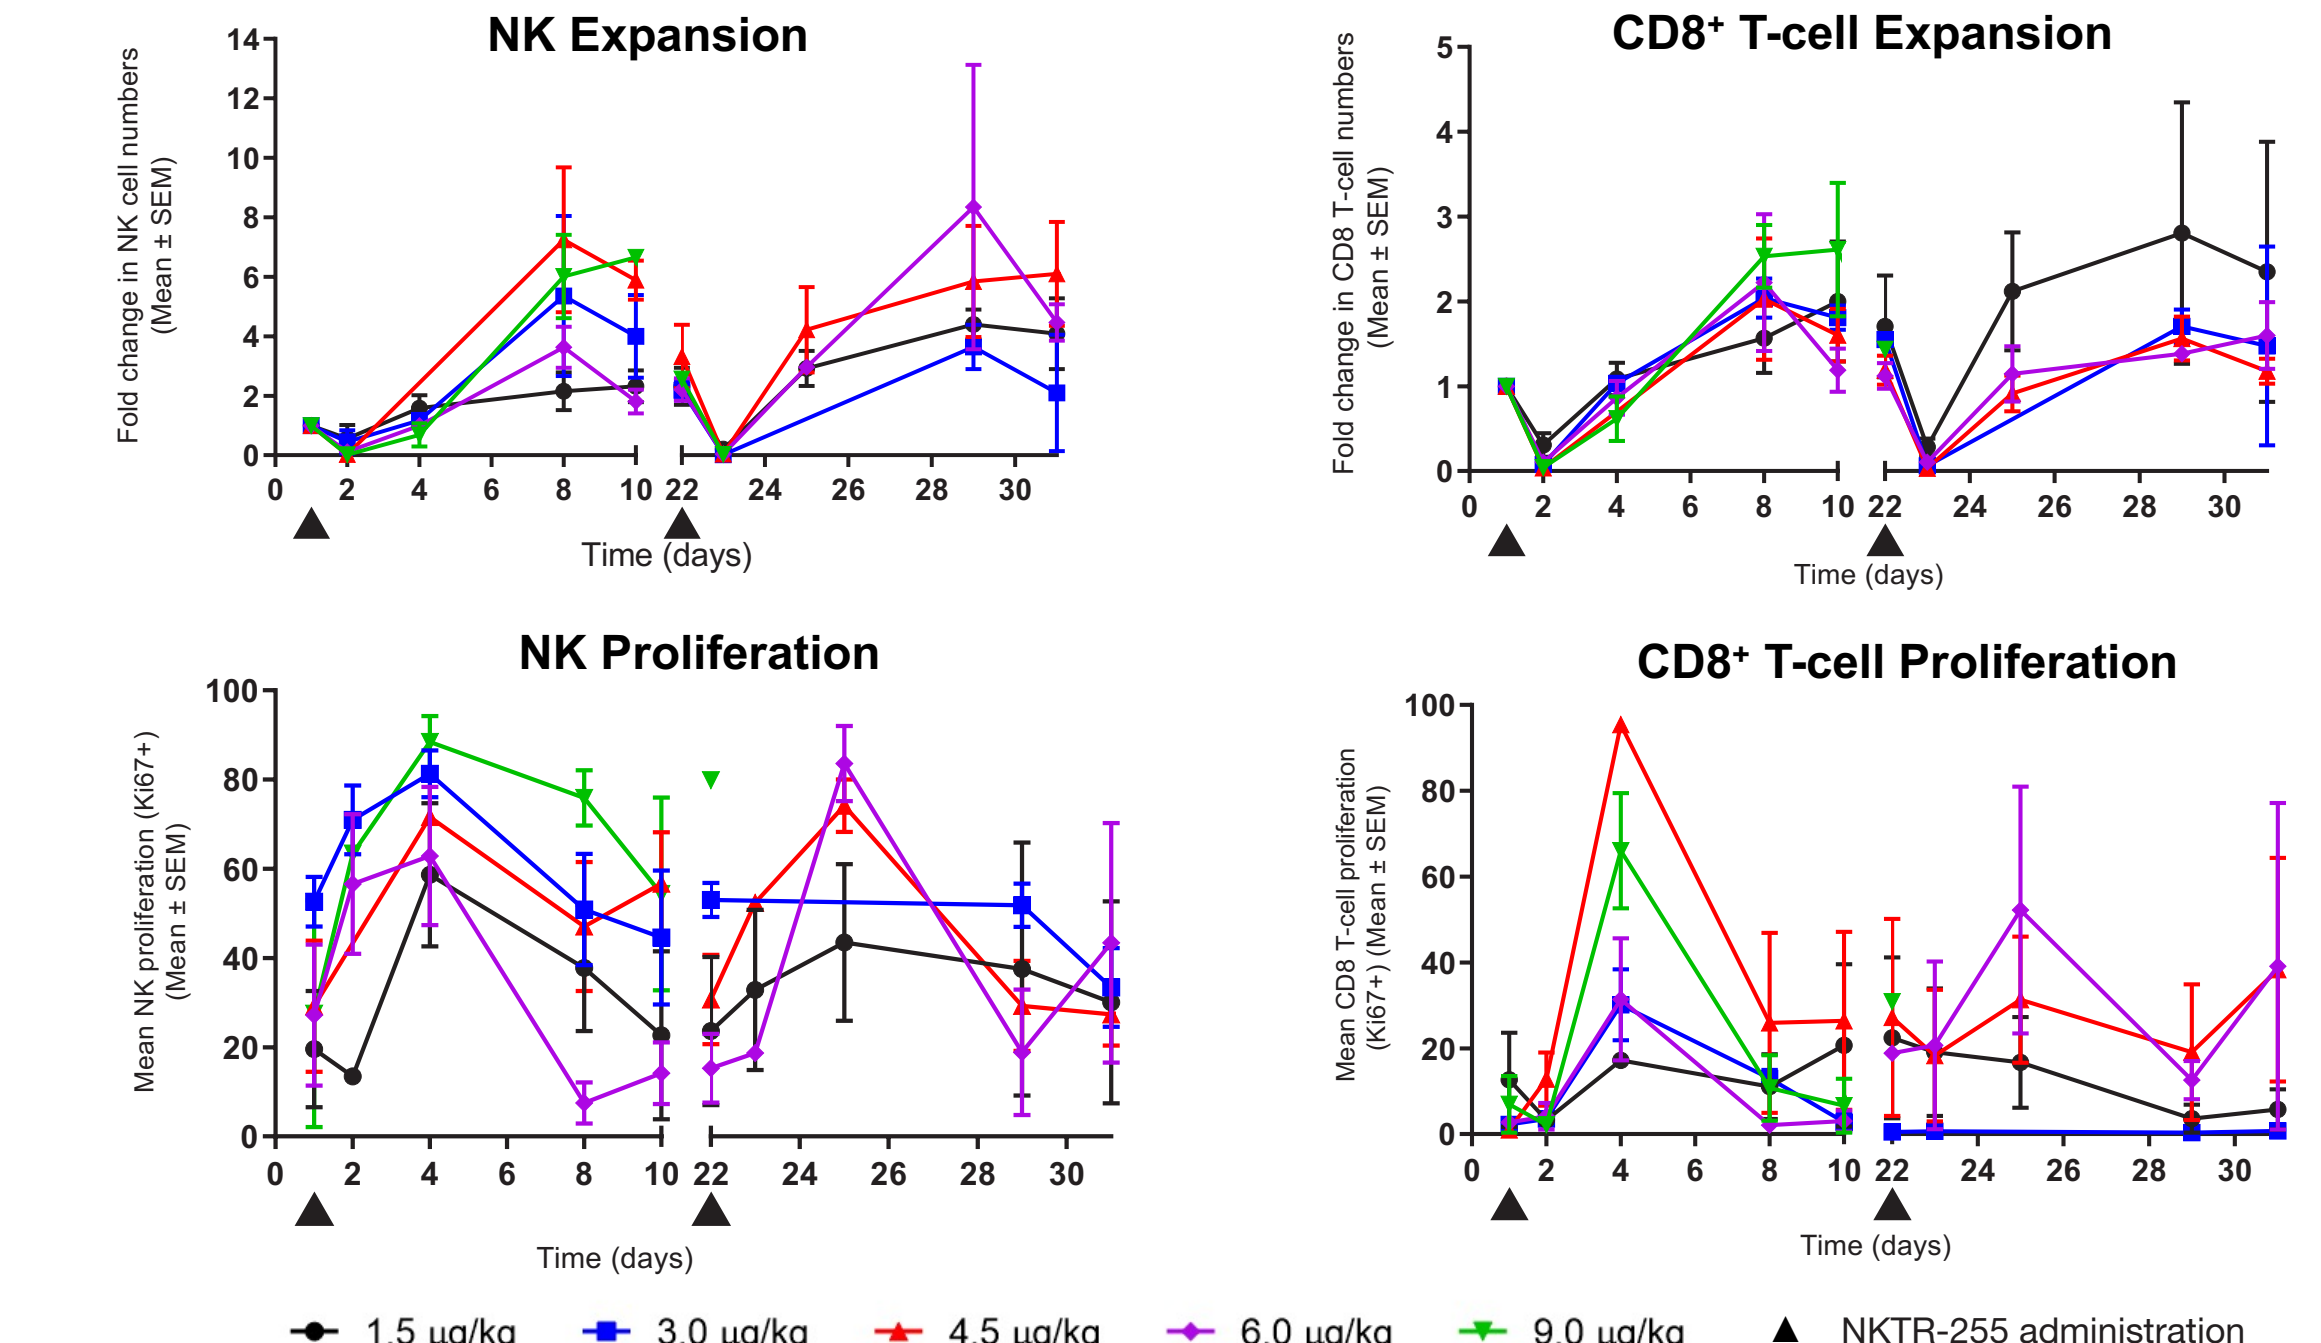 NK Expansion
Fold change in NK cell numbers
(Mean ± SEM)
14
12
10
8
6
4
2
0
0 2 4 6 8 10 22 24 26 28 30
Time (days)
CD8+ T-cell Expansion
Fold change in CD8 T-cell numbers
(Mean ± SEM)
5
4
3
2
1
0
0 2 4 6 8 10 22 24 26 28 30
Time (days)
NK Proliferation
Mean NK proliferation (Ki67+)
(Mean ± SEM)
100
80
60
40
20
0
0 2 4 6 8 10 22 24 26 28 30
Time (days)
CD8+ T-cell Proliferation
Mean CD8 T-cell proliferation
(Ki67+) (Mean ± SEM)
100
80
60
40
20
0
0 2 4 6 8 10 22 24 26 28 30
Time (days)
1.5 µg/kg 3.0 µg/kg 4.5 µg/kg 6.0 µg/kg 9.0 µg/kg NKTR-255 administration